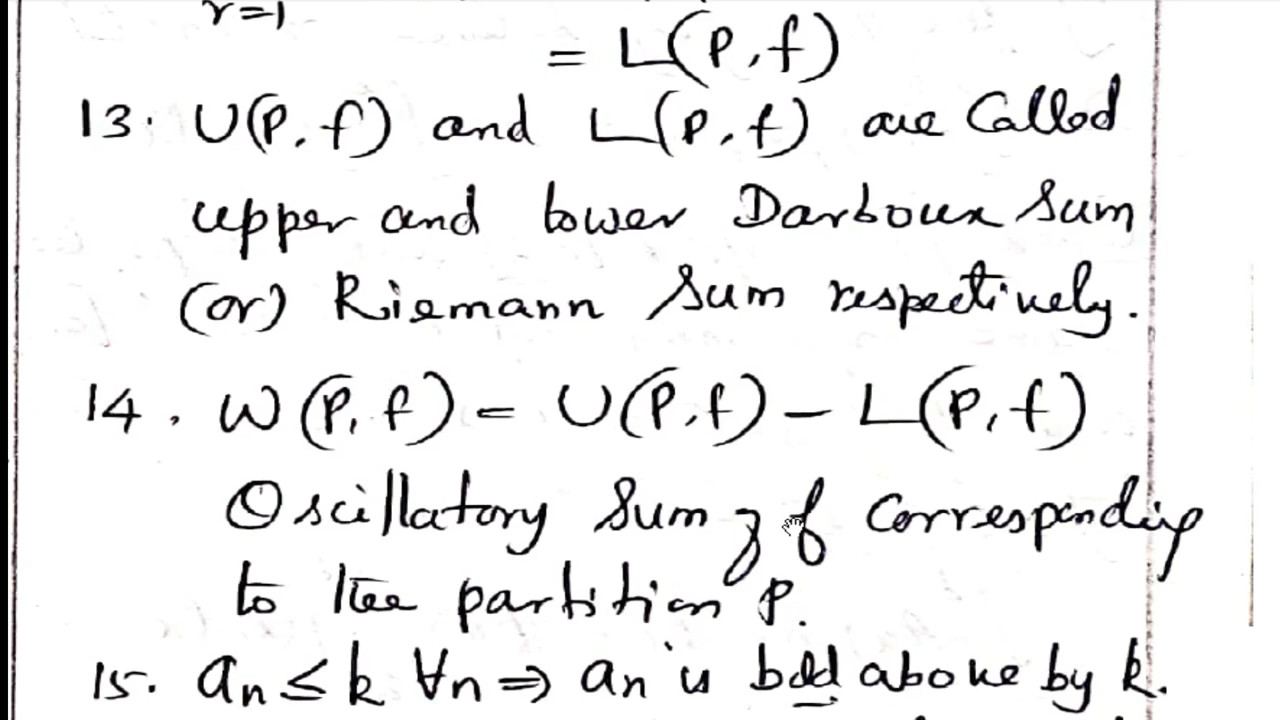 r=1
= L(P, f)
13. U(P, f) and L(P, f) are Called
upper and lower Darboux Sum
(or) Riemann Sum respectively.
14. W(P, f) = U(P, f) - L(P, f)
Oscillatory Sum of f corresponding
to the partition P.
15. an ≤ k ∀n ⇒ an is bdd above by k.